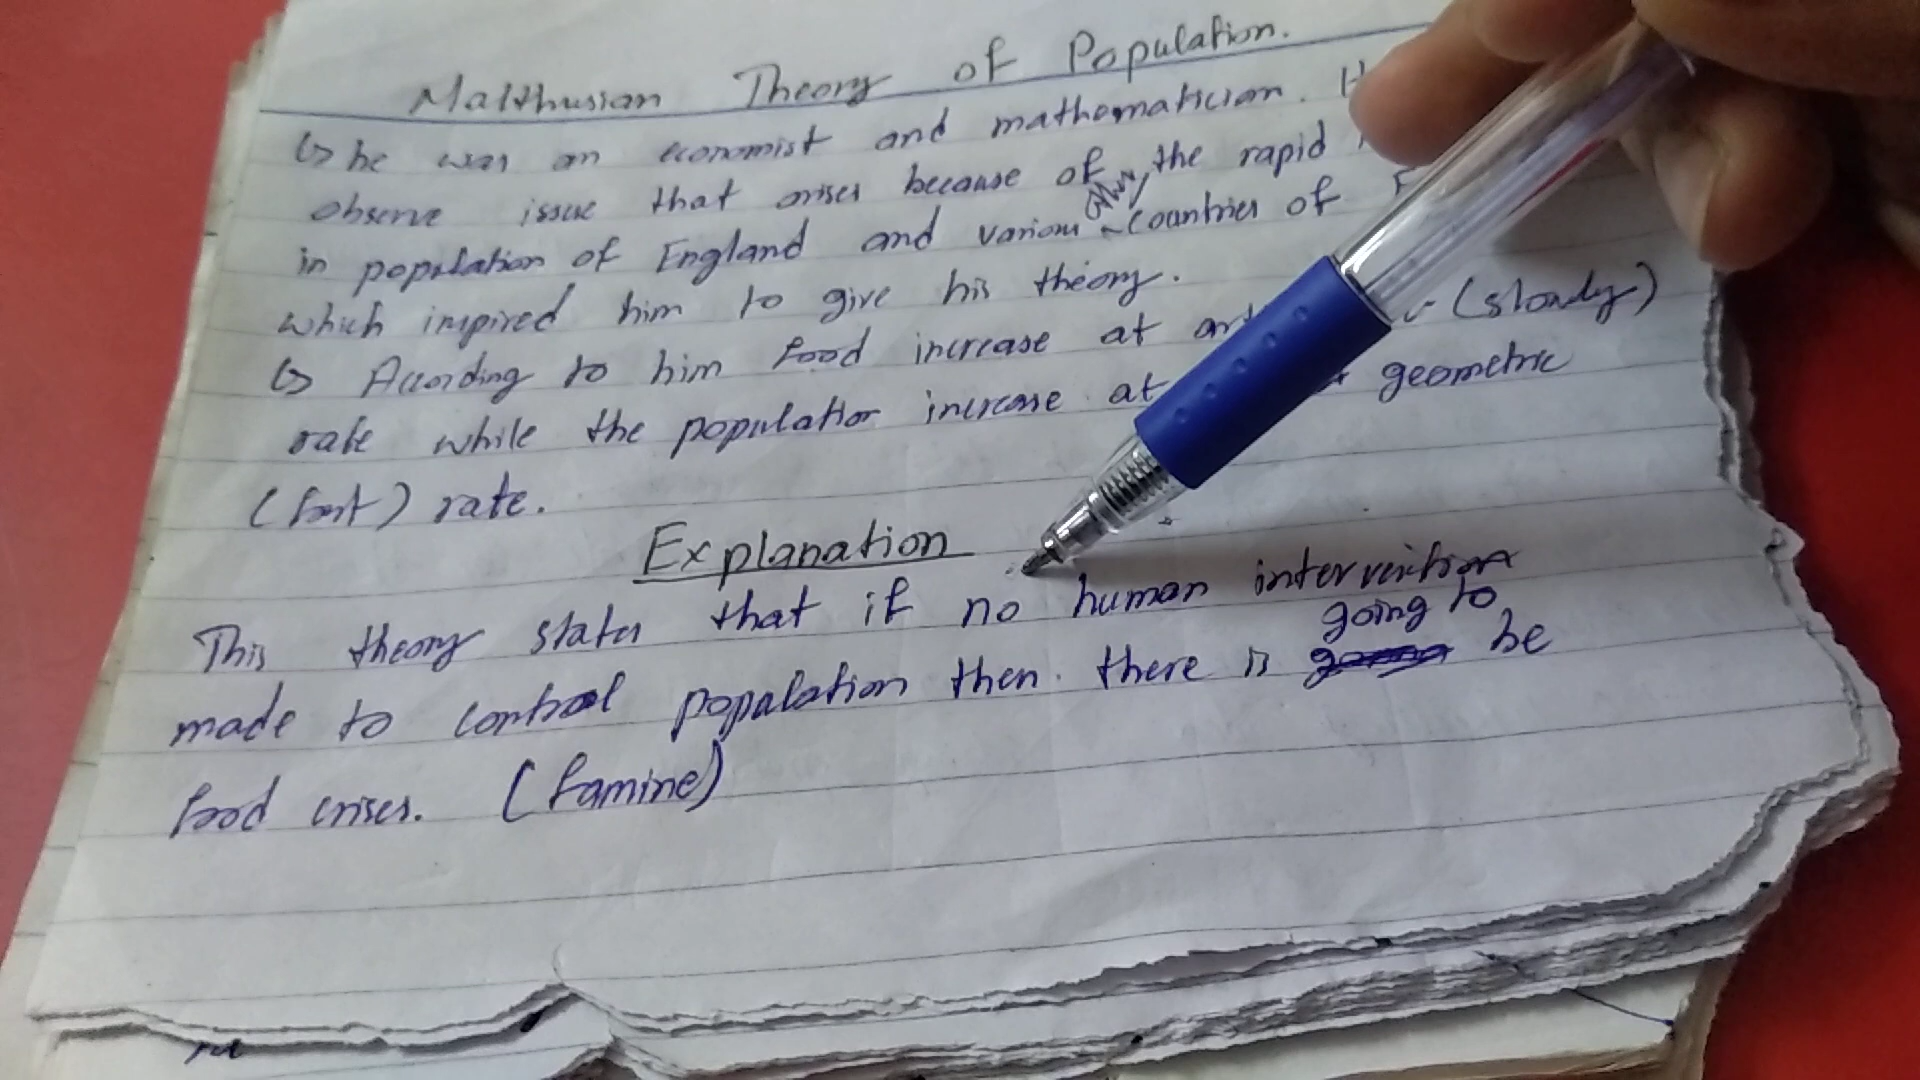 Malthusian Theory of Population.
↳ he was an economist and mathematician. H
observe issue that arises because of the rapid
in population of England and various countries of
which inspired him to give his theory.
↳ According to him food increase at (slowly)
rate while the population increase at geometric
(fast) rate.
Explanation
This theory states that if no human intervention
going to
made to control population then there is be
food crises. (famine)